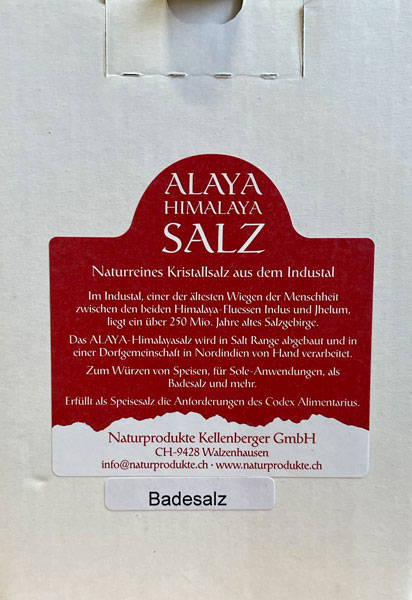 ALAYA
HIMALAYA
SALZ
Naturreines Kristallsalz aus dem Industal
Im Industal, einer der ältesten Wiegen der Menschheit
zwischen den beiden Himalaya-Fluessen Indus und Jhelum,
liegt ein über 250 Mio. Jahre altes Salzgebirge.
Das ALAYA-Himalayasalz wird in Salt Range abgebaut und in
einer Dorfgemeinschaft in Nordindien von Hand verarbeitet.
Zum Würzen von Speisen, für Sole-Anwendungen, als
Badesalz und mehr.
Erfüllt als Speisesalz die Anforderungen des Codex Alimentarius.
Naturprodukte Kellenberger GmbH
CH-9428 Walzenhausen
info@naturprodukte.ch · www.naturprodukte.ch
Badesalz